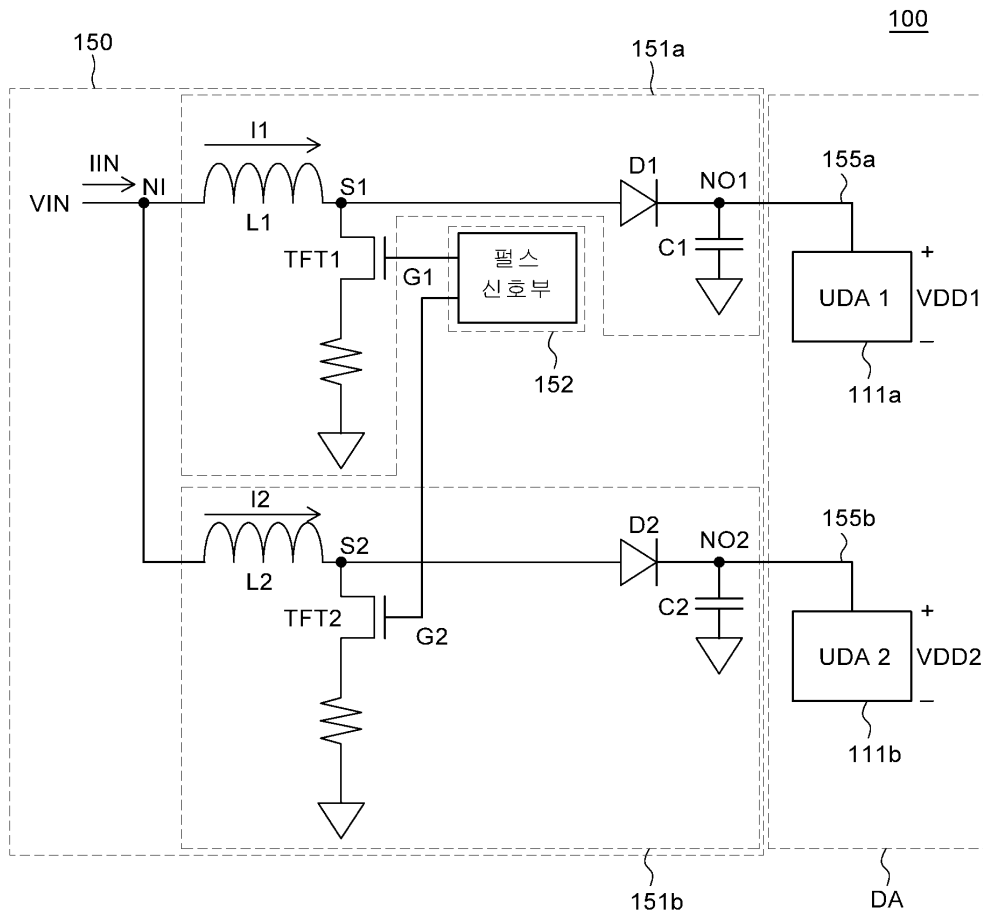 100
150
151a
I1
IIN
VIN
NI
L1
S1
TFT1
G1
펄스
신호부
152
D1
NO1
C1
155a
+
UDA 1
VDD1
−
111a
I2
L2
S2
TFT2
G2
D2
NO2
C2
155b
+
UDA 2
VDD2
−
111b
151b
DA